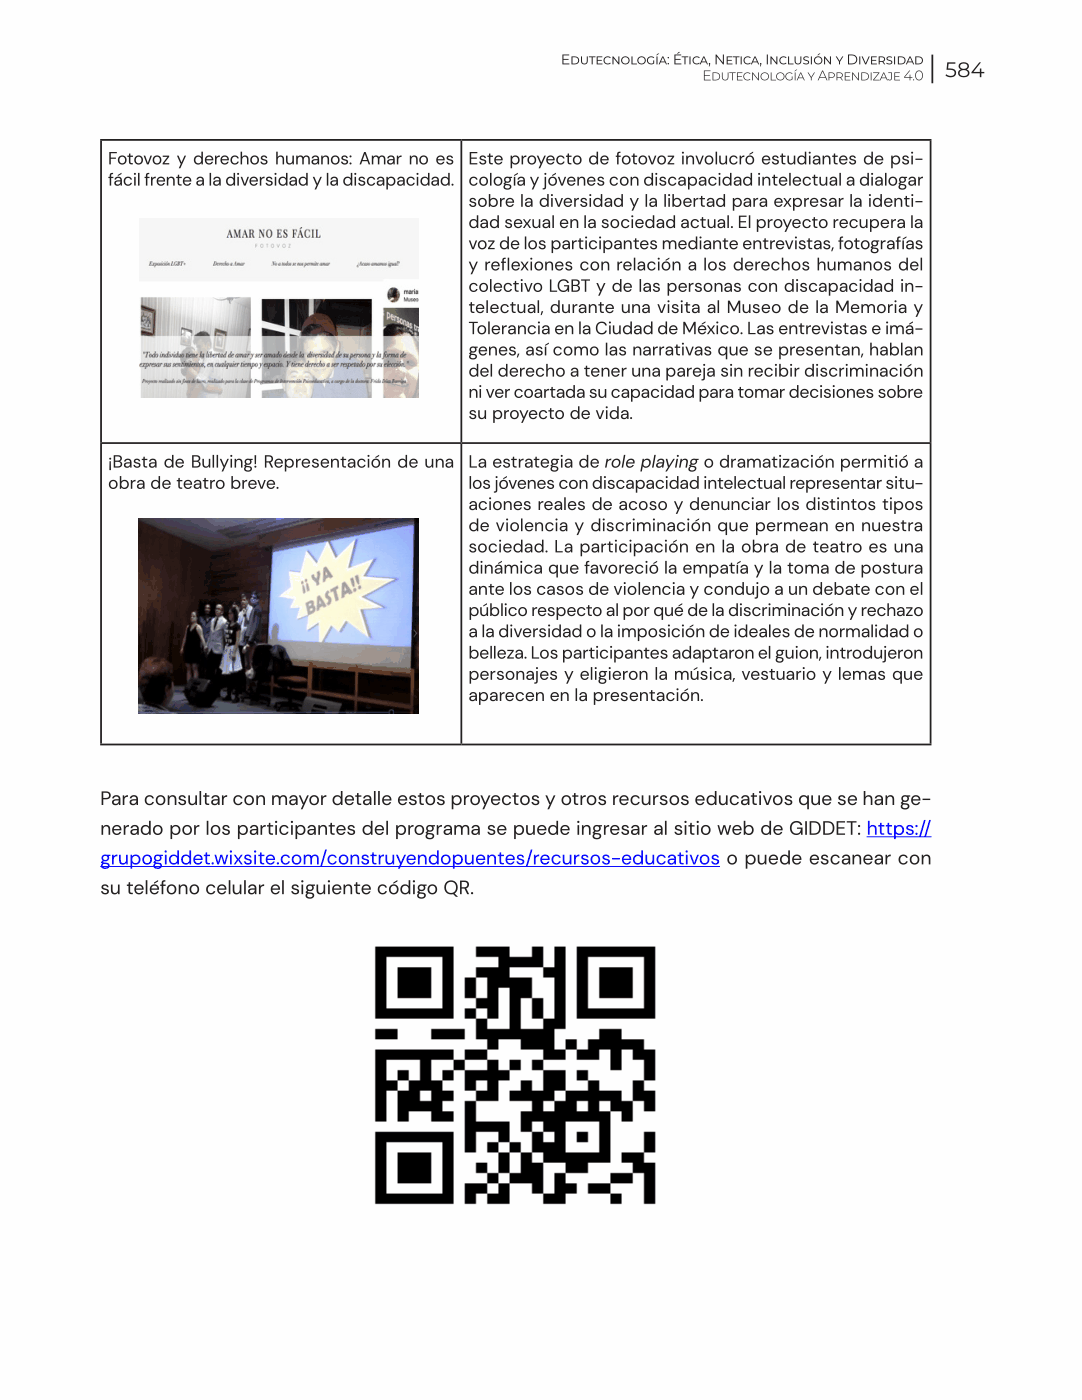 Edutecnología: Ética, Netica, Inclusión y Diversidad
Edutecnología y Aprendizaje 4.0
584
Fotovoz y derechos humanos: Amar no es
fácil frente a la diversidad y la discapacidad.
AMAR NO ES FÁCIL
FOTOVOZ
Exposición LGBT+ Derecho a Amar No a todos se nos permite amar ¿Acaso amamos igual?
maria
Museo
personas
"Todo individuo tiene la libertad de amar y ser amado desde la diversidad de su persona y la forma de
expresar sus sentimientos, en cualquier tiempo y espacio. Y tiene derecho a ser respetado por su elección."
Este proyecto de fotovoz involucró estudiantes de psi-
cología y jóvenes con discapacidad intelectual a dialogar
sobre la diversidad y la libertad para expresar la identi-
dad sexual en la sociedad actual. El proyecto recupera la
voz de los participantes mediante entrevistas, fotografías
y reflexiones con relación a los derechos humanos del
colectivo LGBT y de las personas con discapacidad in-
telectual, durante una visita al Museo de la Memoria y
Tolerancia en la Ciudad de México. Las entrevistas e imá-
genes, así como las narrativas que se presentan, hablan
del derecho a tener una pareja sin recibir discriminación
ni ver coartada su capacidad para tomar decisiones sobre
su proyecto de vida.
¡Basta de Bullying! Representación de una
obra de teatro breve.
¡¡YA
BASTA!!
La estrategia de role playing o dramatización permitió a
los jóvenes con discapacidad intelectual representar situ-
aciones reales de acoso y denunciar los distintos tipos
de violencia y discriminación que permean en nuestra
sociedad. La participación en la obra de teatro es una
dinámica que favoreció la empatía y la toma de postura
ante los casos de violencia y condujo a un debate con el
público respecto al por qué de la discriminación y rechazo
a la diversidad o la imposición de ideales de normalidad o
belleza. Los participantes adaptaron el guion, introdujeron
personajes y eligieron la música, vestuario y lemas que
aparecen en la presentación.
Para consultar con mayor detalle estos proyectos y otros recursos educativos que se han ge-
nerado por los participantes del programa se puede ingresar al sitio web de GIDDET: https://
grupogiddet.wixsite.com/construyendopuentes/recursos-educativos o puede escanear con
su teléfono celular el siguiente código QR.